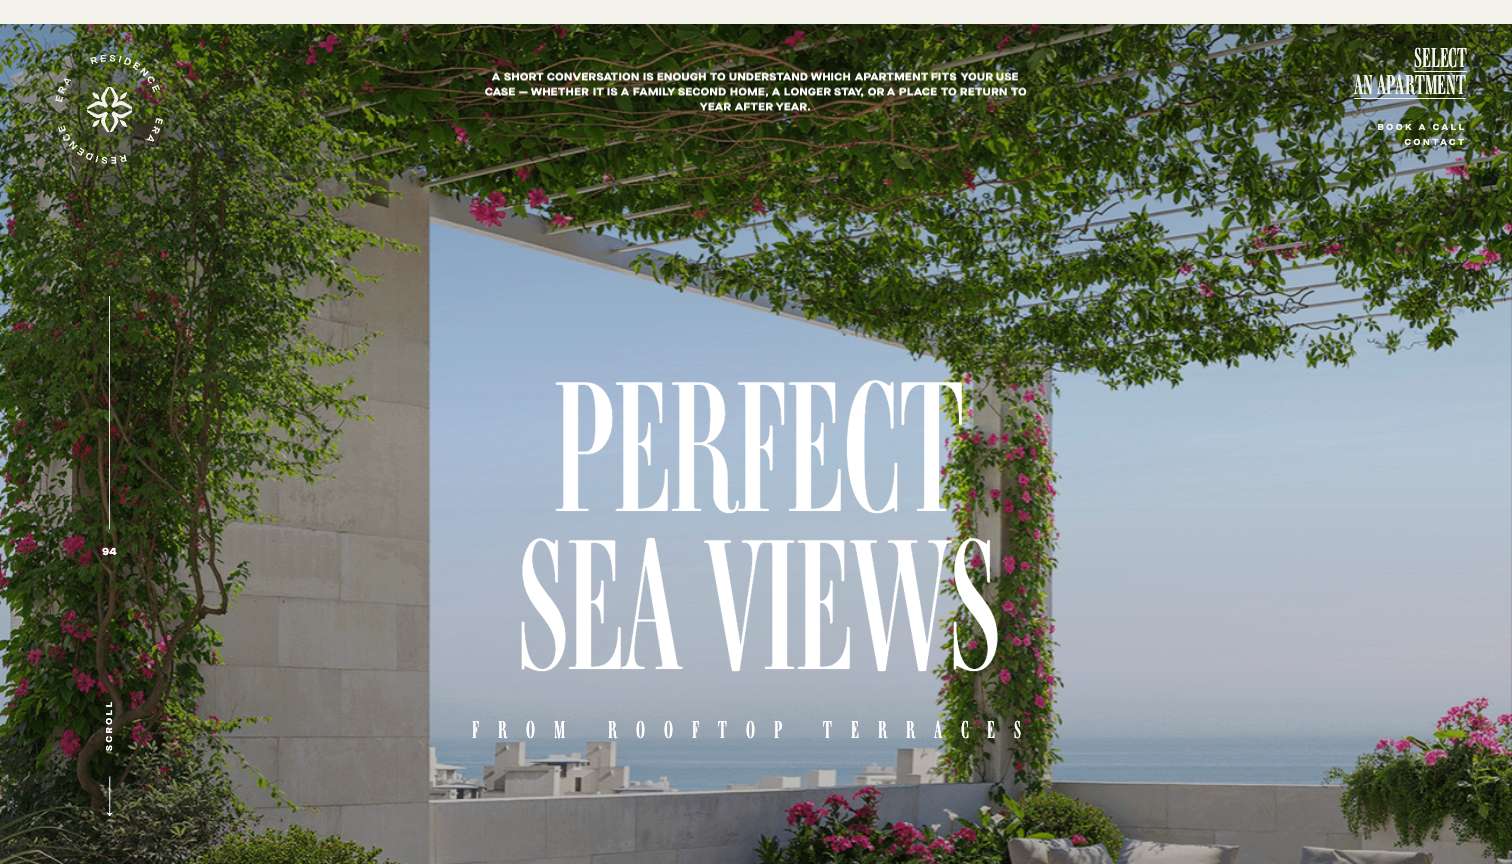 RESIDENCE ERA RESIDENCE ERA
A SHORT CONVERSATION IS ENOUGH TO UNDERSTAND WHICH APARTMENT FITS YOUR USE
CASE — WHETHER IT IS A FAMILY SECOND HOME, A LONGER STAY, OR A PLACE TO RETURN TO
YEAR AFTER YEAR.
SELECT
AN APARTMENT
BOOK A CALL
CONTACT
PERFECT
SEA VIEWS
94
FROM ROOFTOP TERRACES
SCROLL